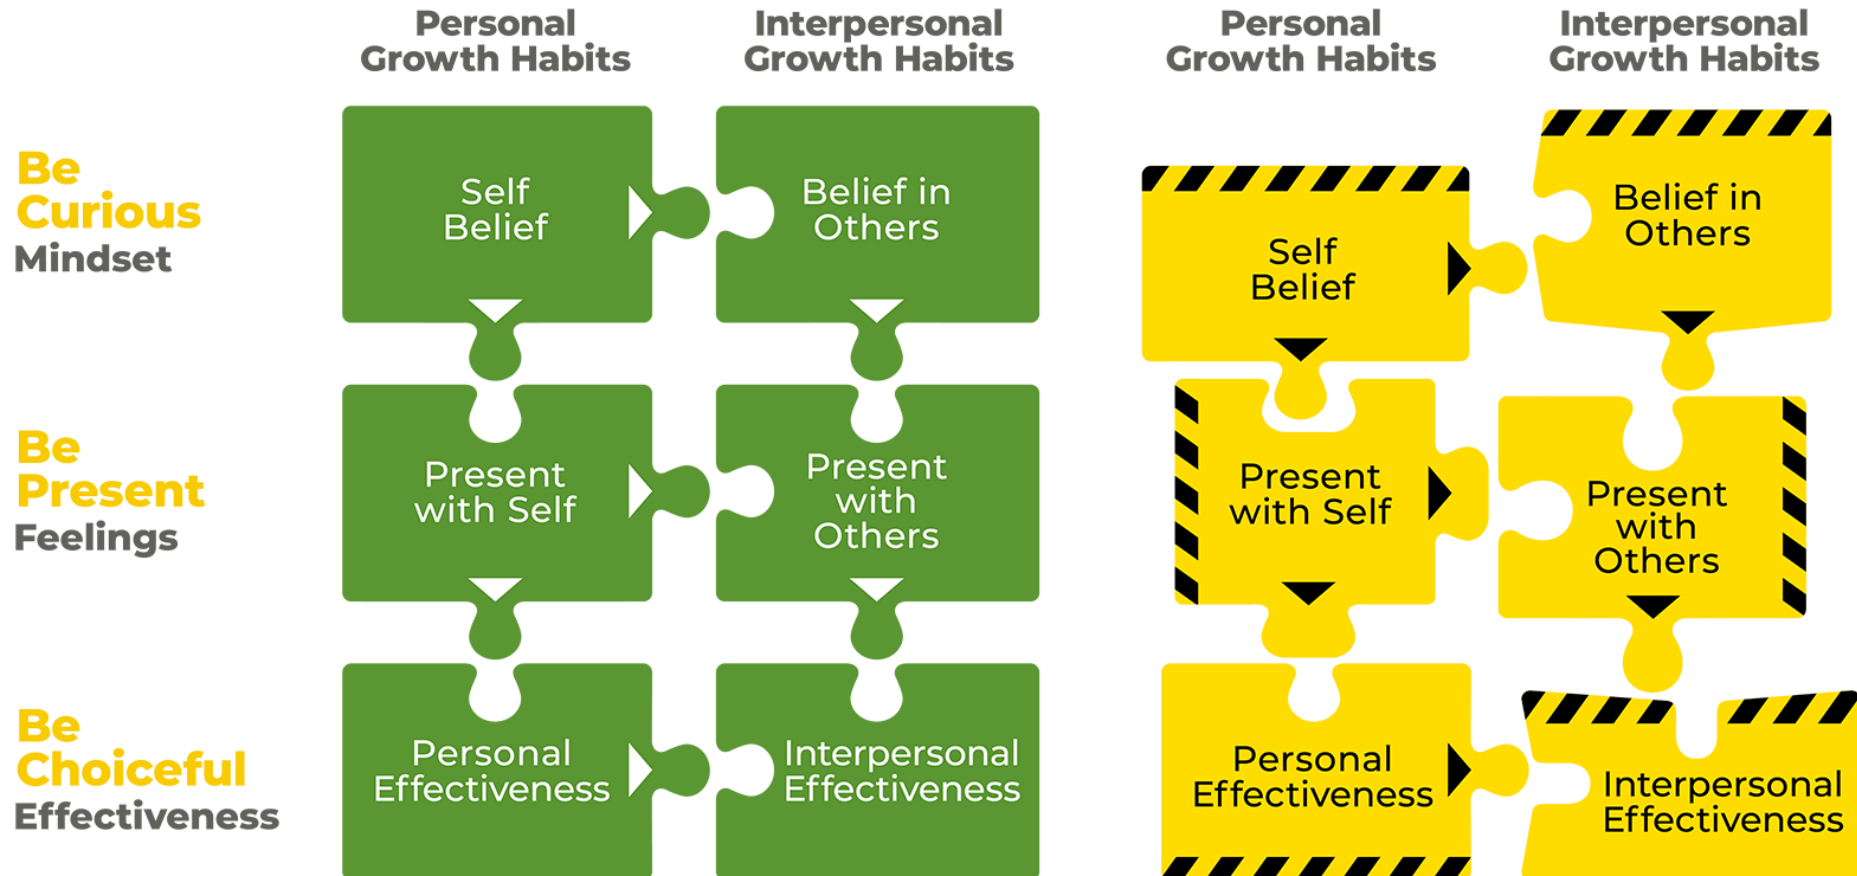 Personal
Growth Habits
Interpersonal
Growth Habits
Personal
Growth Habits
Interpersonal
Growth Habits
Be
Curious
Mindset
Self
Belief
Belief in
Others
Self
Belief
Belief in
Others
Be
Present
Feelings
Present
with Self
Present
with
Others
Present
with Self
Present
with
Others
Be
Choiceful
Effectiveness
Personal
Effectiveness
Interpersonal
Effectiveness
Personal
Effectiveness
Interpersonal
Effectiveness